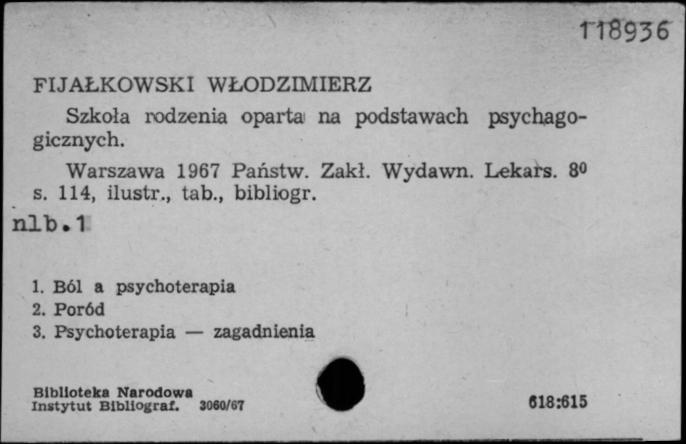 118936
FIJAŁKOWSKI WŁODZIMIERZ
Szkoła rodzenia oparta na podstawach psychago-
gicznych.
Warszawa 1967 Państw. Zakł. Wydawn. Lekars. 8º
s. 114, ilustr., tab., bibliogr.
nlb.1
1. Ból a psychoterapia
2. Poród
3. Psychoterapia — zagadnienia
Biblioteka Narodowa
Instytut Bibliograf. 3060/67
618:615